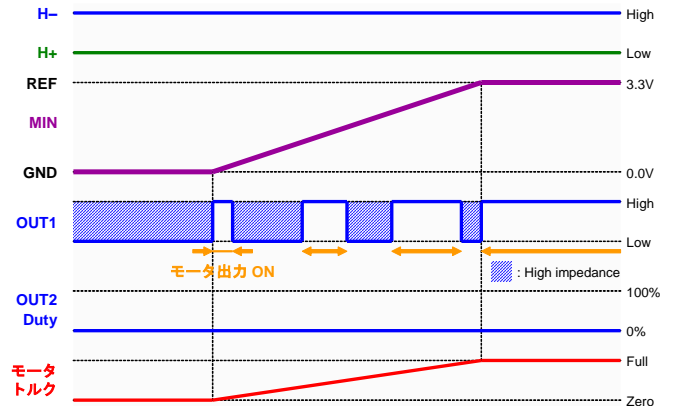 H−
High
H+
Low
REF
3.3V
MIN
GND
0.0V
High
OUT1
Low
モータ出力 ON
: High impedance
OUT2
Duty
100%
0%
モータ
トルク
Full
Zero